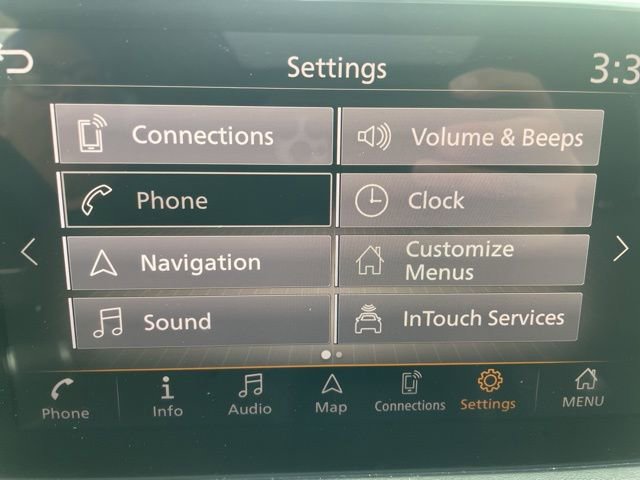 Settings
3:3
Connections
Volume & Beeps
Phone
Clock
Navigation
Customize
Menus
Sound
InTouch Services
Phone
Info
Audio
Map
Connections
Settings
MENU